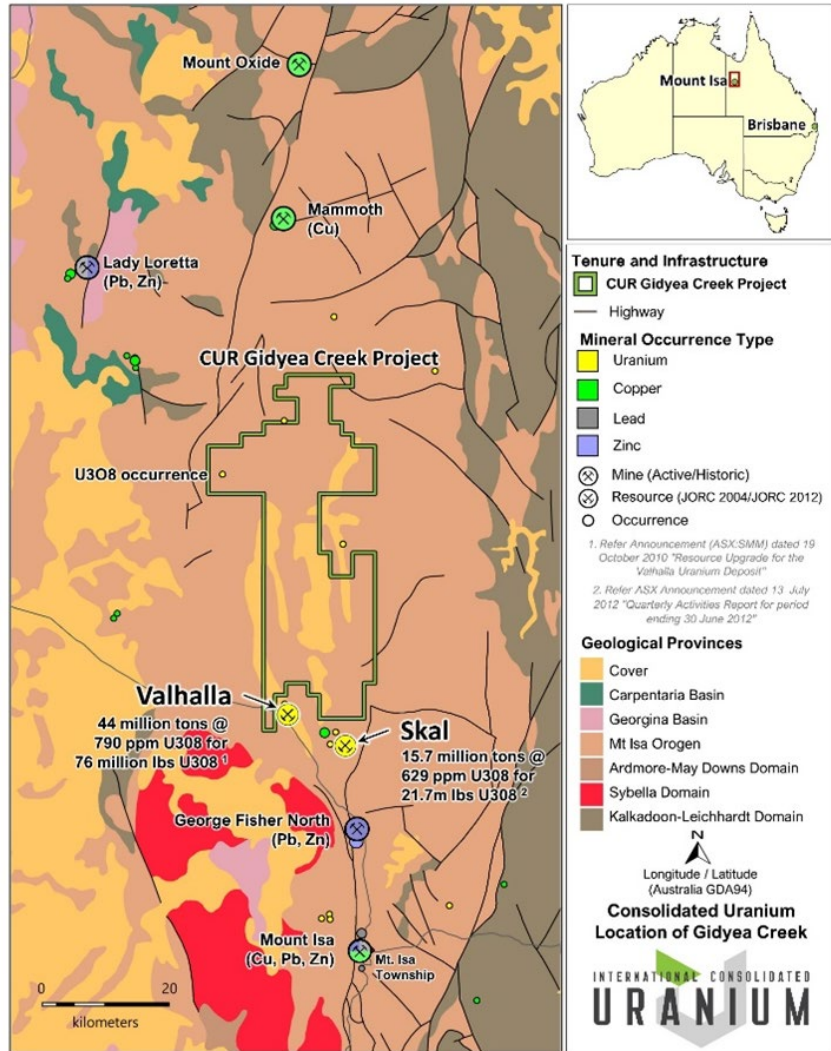 Mount Oxide
Mammoth
(Cu)
Lady Loretta
(Pb, Zn)
CUR Gidyea Creek Project
U3O8 occurrence
Valhalla
44 million tons @
790 ppm U308 for
76 million lbs U308 1
Skal
15.7 million tons @
629 ppm U308 for
21.7m lbs U308 2
George Fisher North
(Pb, Zn)
Mount Isa
(Cu, Pb, Zn)
Mt. Isa
Township
0 20
kilometers
Mount Isa
Brisbane
Tenure and Infrastructure
CUR Gidyea Creek Project
Highway
Mineral Occurrence Type
Uranium
Copper
Lead
Zinc
Mine (Active/Historic)
Resource (JORC 2004/JORC 2012)
Occurrence
1. Refer Announcement (ASX:SMM) dated 19
October 2010 "Resource Upgrade for the
Valhalla Uranium Deposit"
2. Refer ASX Announcement dated 13 July
2012 "Quarterly Activities Report for period
ending 30 June 2012"
Geological Provinces
Cover
Carpentaria Basin
Georgina Basin
Mt Isa Orogen
Ardmore-May Downs Domain
Sybella Domain
Kalkadoon-Leichhardt Domain
N
Longitude / Latitude
(Australia GDA94)
Consolidated Uranium
Location of Gidyea Creek
INTERNATIONAL CONSOLIDATED
URANIUM